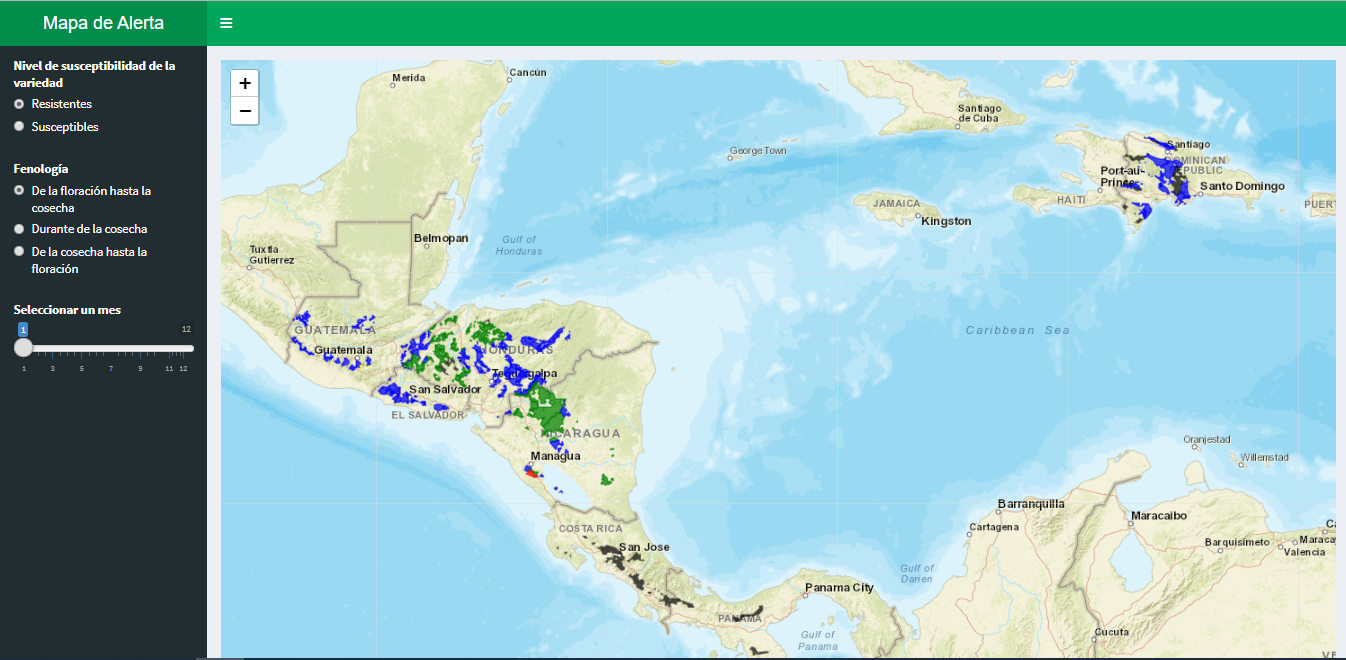 Mapa de Alerta
Nivel de susceptibilidad de la
variedad
Resistentes
Susceptibles
Fenología
De la floración hasta la
cosecha
Durante de la cosecha
De la cosecha hasta la
floración
Seleccionar un mes
1
12
1
3
5
7
9
11
12
+
−
Merida
Cancún
Santiago
de Cuba
George Town
Santiago
DOMINICAN
REPUBLIC
Port-au-
Prince
Santo Domingo
HAITI
PUERT
JAMAICA
Kingston
Belmopan
Gulf of
Honduras
Tuxtla
Gutierrez
GUATEMALA
Guatemala
HONDURAS
Tegucigalpa
San Salvador
EL SALVADOR
Caribbean Sea
NICARAGUA
Managua
Oranjestad
Willemstad
COSTA RICA
San Jose
Barranquilla
Cartagena
Maracaibo
Ca
Maracay
Barquisimeto
Valencia
Gulf of
Darien
Panama City
PANAMA
Gulf of
Panama
Cucuta
VE